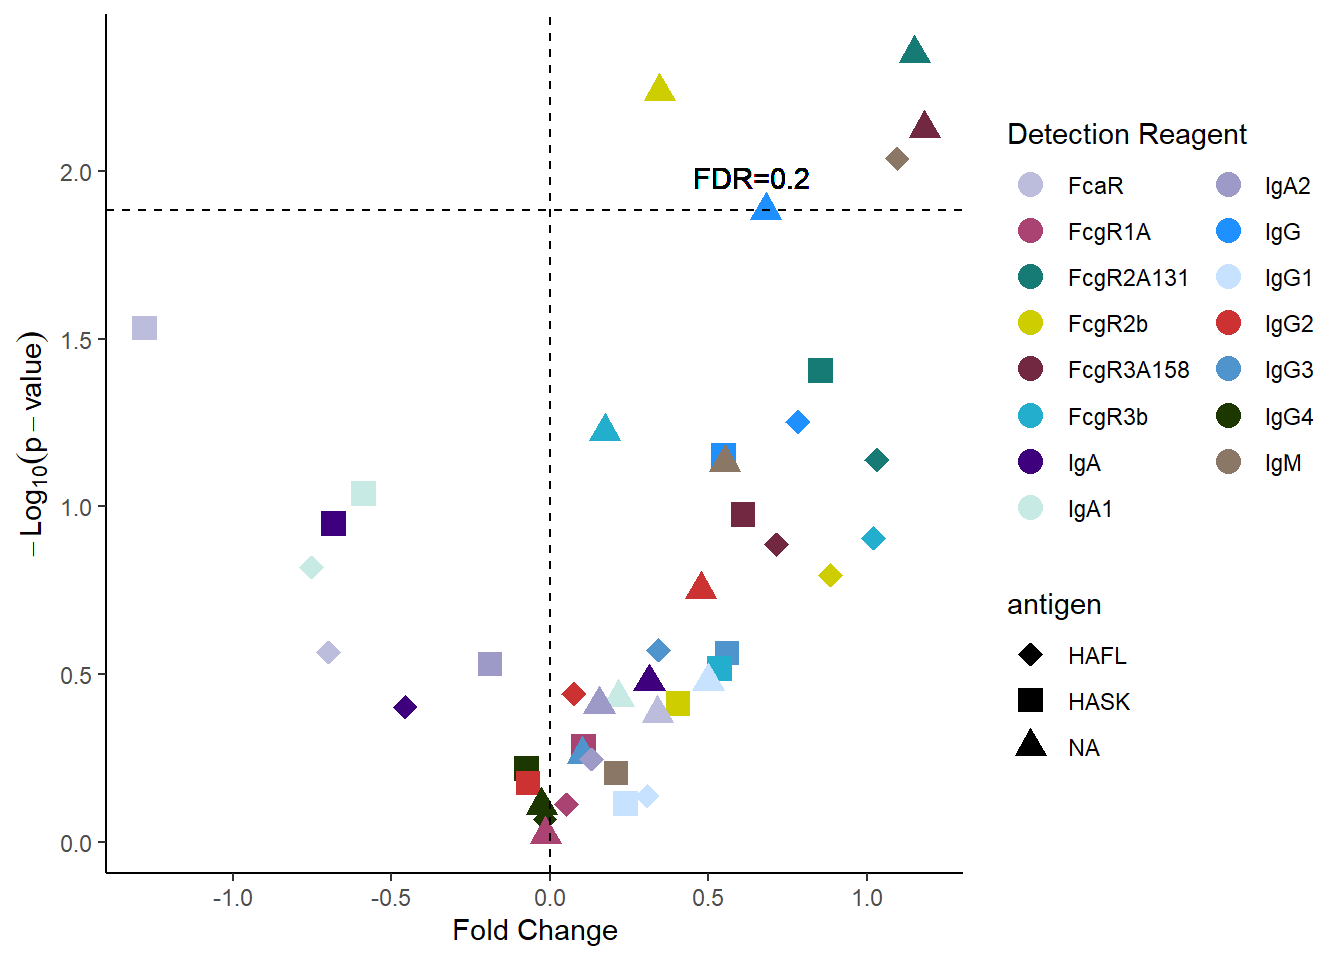 FDR=0.2
2.0
1.5
1.0
0.5
0.0
-1.0
-0.5
0.0
0.5
1.0
Fold Change
−Log10(p−value)
Detection Reagent
FcaR
FcgR1A
FcgR2A131
FcgR2b
FcgR3A158
FcgR3b
IgA
IgA1
IgA2
IgG
IgG1
IgG2
IgG3
IgG4
IgM
antigen
HAFL
HASK
NA